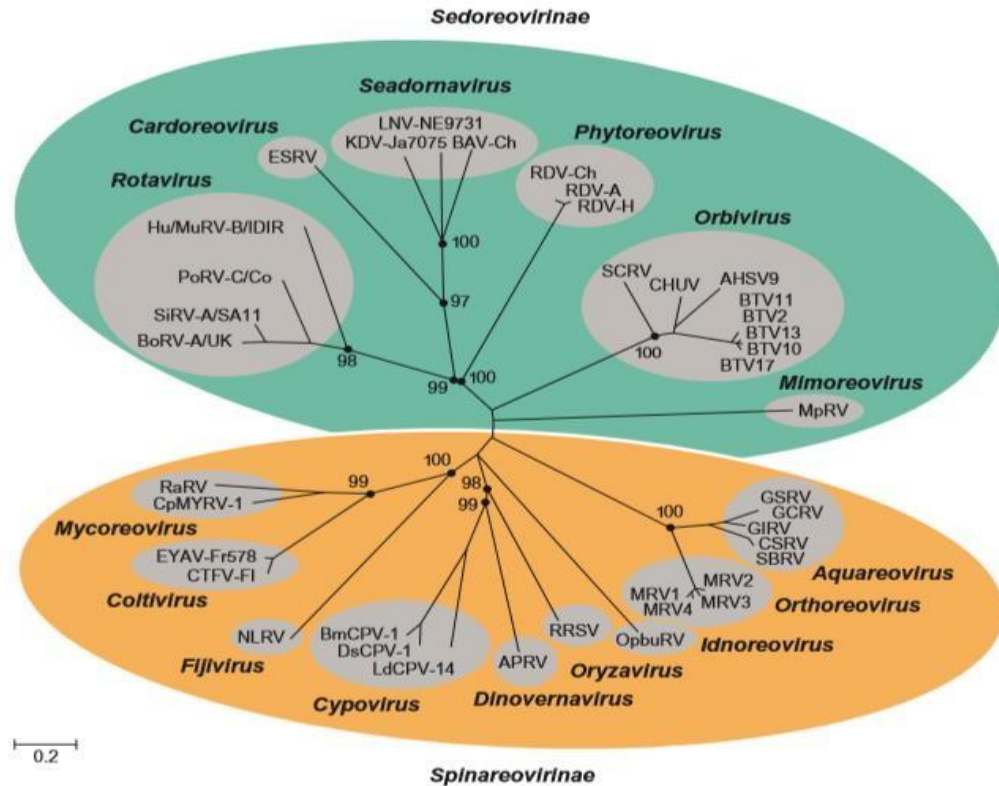 Sedoreovirinae
Seadornavirus
LNV-NE9731
KDV-Ja7075 BAV-Ch
Cardoreovirus
ESRV
Phytoreovirus
RDV-Ch
RDV-A
RDV-H
Rotavirus
Hu/MuRV-B/IDIR
PoRV-C/Co
SiRV-A/SA11
BoRV-A/UK
Orbivirus
SCRV
CHUV
AHSV9
BTV11
BTV2
BTV13
BTV10
BTV17
100
97
98
99
100
100
Mimoreovirus
MpRV
100
99
98
99
100
RaRV
CpMYRV-1
Mycoreovirus
EYAV-Fr578
CTFV-Fl
Coltivirus
NLRV
Fijivirus
BmCPV-1
DsCPV-1
LdCPV-14
Cypovirus
APRV
Dinovernavirus
RRSV
Oryzavirus
OpbuRV
Idnoreovirus
MRV1
MRV2
MRV4
MRV3
Orthoreovirus
GSRV
GCRV
GIRV
CSRV
SBRV
Aquareovirus
0.2
Spinareovirinae